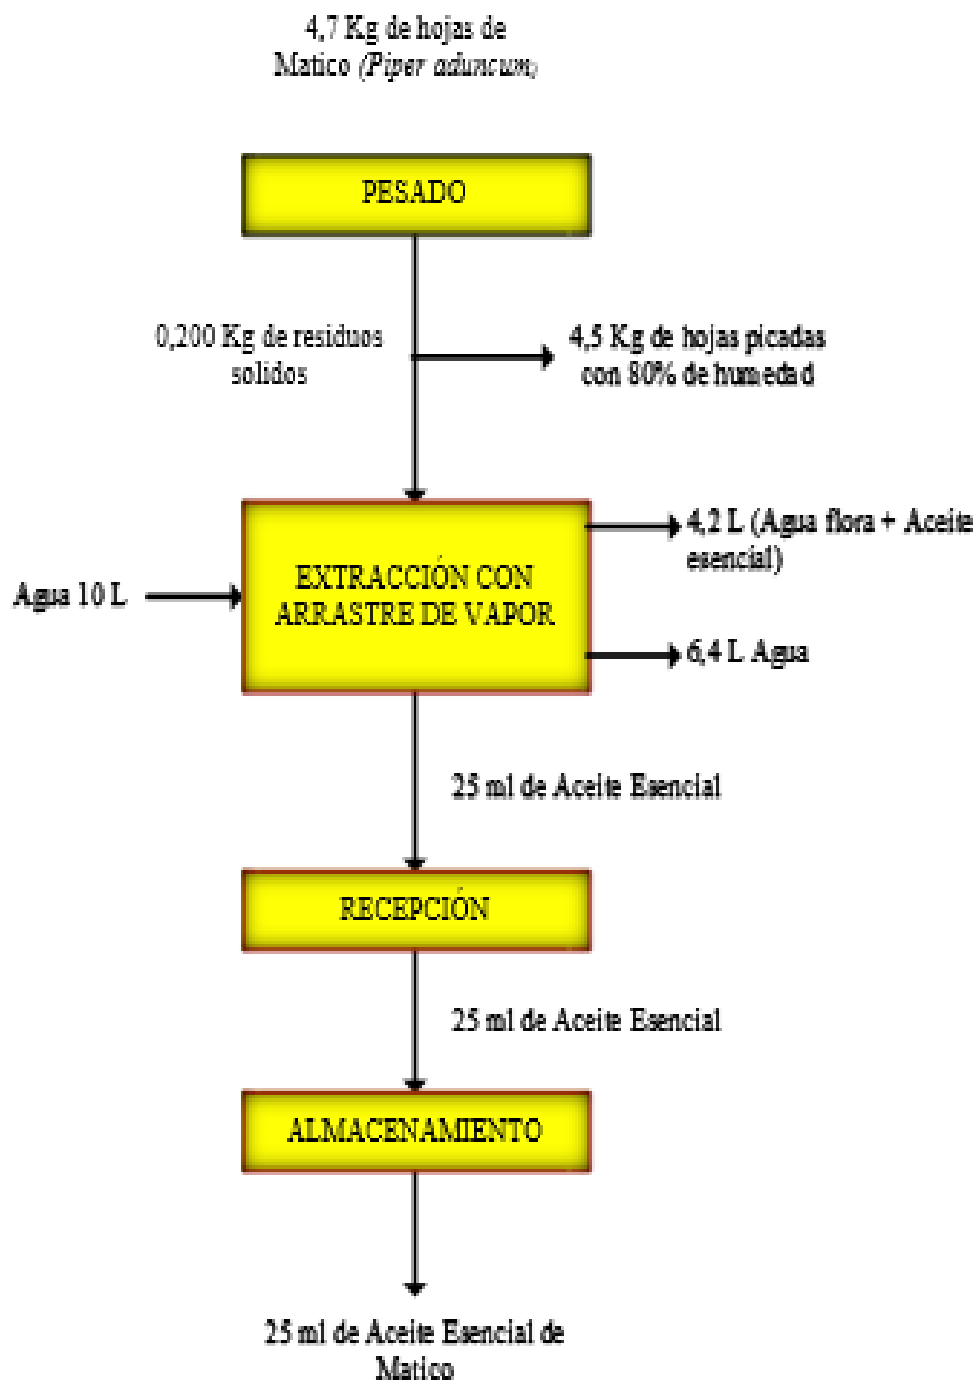 4,7 Kg de hojas de
Matico (Piper aduncum)
PESADO
0,200 Kg de residuos
solidos
4,5 Kg de hojas picadas
con 80% de humedad
Agua 10 L
EXTRACCIÓN CON
ARRASTRE DE VAPOR
4,2 L (Agua flora + Aceite
esencial)
6,4 L Agua
25 ml de Aceite Esencial
RECEPCIÓN
25 ml de Aceite Esencial
ALMACENAMIENTO
25 ml de Aceite Esencial de
Matico